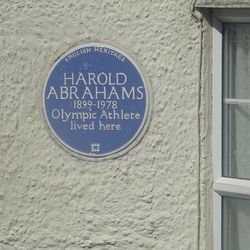 ENGLISH HERITAGE
HAROLD
ABRAHAMS
1899-1978
Olympic Athlete
lived here